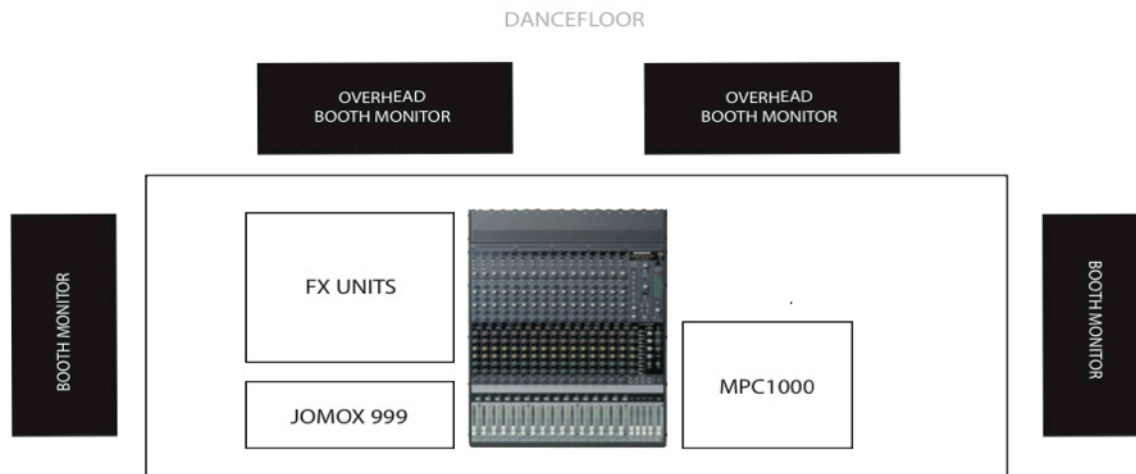 DANCEFLOOR
OVERHEAD
BOOTH MONITOR
OVERHEAD
BOOTH MONITOR
BOOTH MONITOR
FX UNITS
JOMOX 999
MPC1000
BOOTH MONITOR